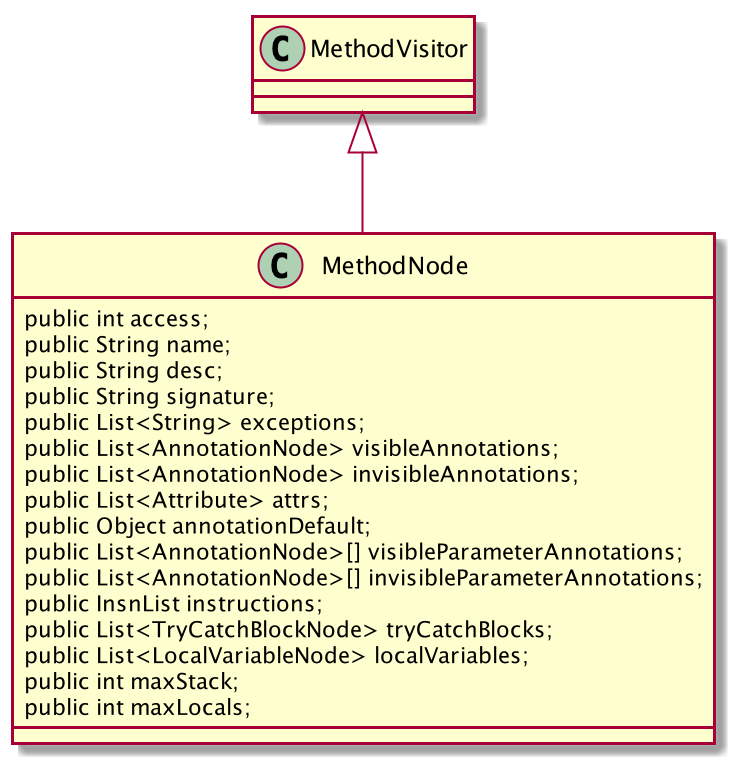 C MethodVisitor
C MethodNode
public int access;
public String name;
public String desc;
public String signature;
public List<String> exceptions;
public List<AnnotationNode> visibleAnnotations;
public List<AnnotationNode> invisibleAnnotations;
public List<Attribute> attrs;
public Object annotationDefault;
public List<AnnotationNode>[] visibleParameterAnnotations;
public List<AnnotationNode>[] invisibleParameterAnnotations;
public InsnList instructions;
public List<TryCatchBlockNode> tryCatchBlocks;
public List<LocalVariableNode> localVariables;
public int maxStack;
public int maxLocals;